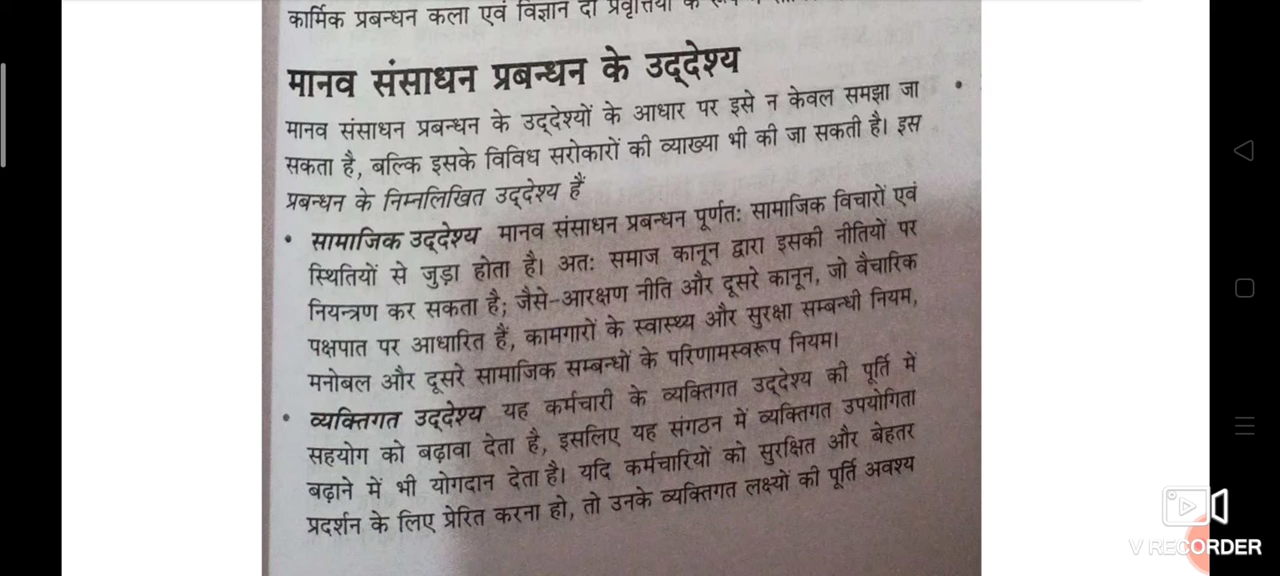 कार्मिक प्रबन्धन कला एवं विज्ञान दो प्रवृत्तियों के
मानव संसाधन प्रबन्धन के उद्देश्य
मानव संसाधन प्रबन्धन के उद्देश्यों के आधार पर इसे न केवल समझा जा
सकता है, बल्कि इसके विविध सरोकारों की व्याख्या भी की जा सकती है। इस
प्रबन्धन के निम्नलिखित उद्देश्य हैं
• सामाजिक उद्देश्य मानव संसाधन प्रबन्धन पूर्णतः सामाजिक विचारों एवं
स्थितियों से जुड़ा होता है। अतः समाज कानून द्वारा इसकी नीतियों पर
नियन्त्रण कर सकता है; जैसे-आरक्षण नीति और दूसरे कानून, जो वैचारिक
पक्षपात पर आधारित हैं, कामगारों के स्वास्थ्य और सुरक्षा सम्बन्धी नियम,
मनोबल और दूसरे सामाजिक सम्बन्धों के परिणामस्वरूप नियम।
• व्यक्तिगत उद्देश्य यह कर्मचारी के व्यक्तिगत उद्देश्य की पूर्ति में
सहयोग को बढ़ावा देता है, इसलिए यह संगठन में व्यक्तिगत उपयोगिता
बढ़ाने में भी योगदान देता है। यदि कर्मचारियों को सुरक्षित और बेहतर
प्रदर्शन के लिए प्रेरित करना हो, तो उनके व्यक्तिगत लक्ष्यों की पूर्ति अवश्य
V RECORDER